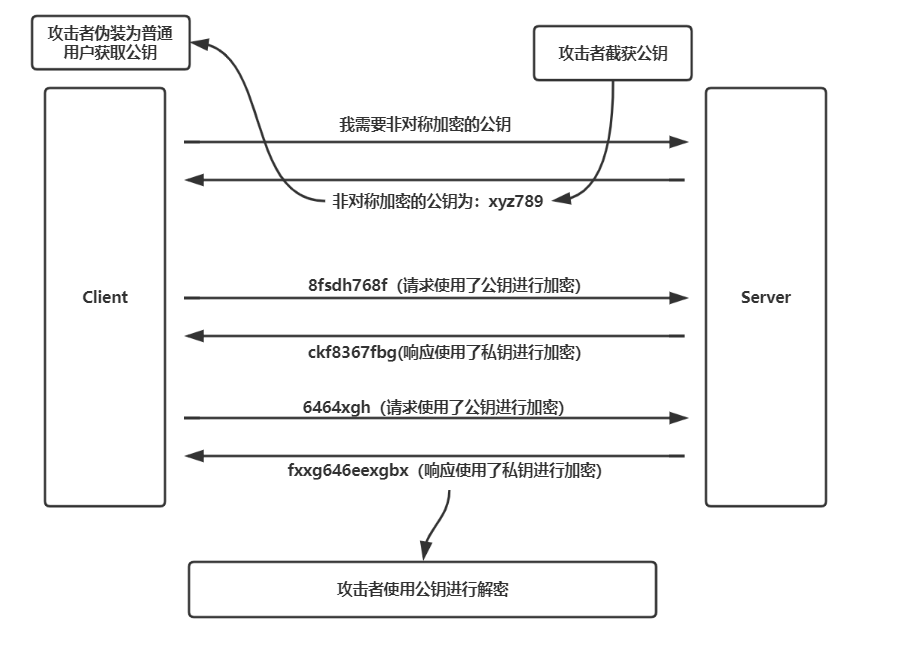 攻击者伪装为普通
用户获取公钥
攻击者截获公钥
我需要非对称加密的公钥
非对称加密的公钥为：xyz789
Client
8fsdh768f（请求使用了公钥进行加密）
Server
ckf8367fbg(响应使用了私钥进行加密）
6464xgh（请求使用了公钥进行加密）
fxxg646eexgbx（响应使用了私钥进行加密）
攻击者使用公钥进行解密